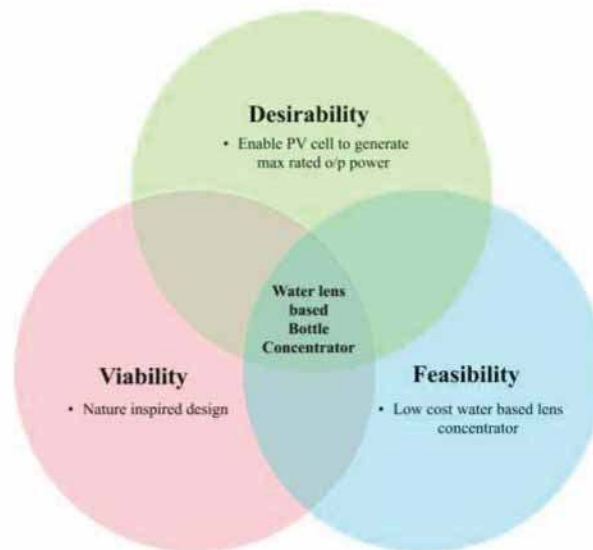 Desirability
• Enable PV cell to generate
max rated o/p power
Water lens
based
Bottle
Concentrator
Viability
• Nature inspired design
Feasibility
• Low cost water based lens
concentrator